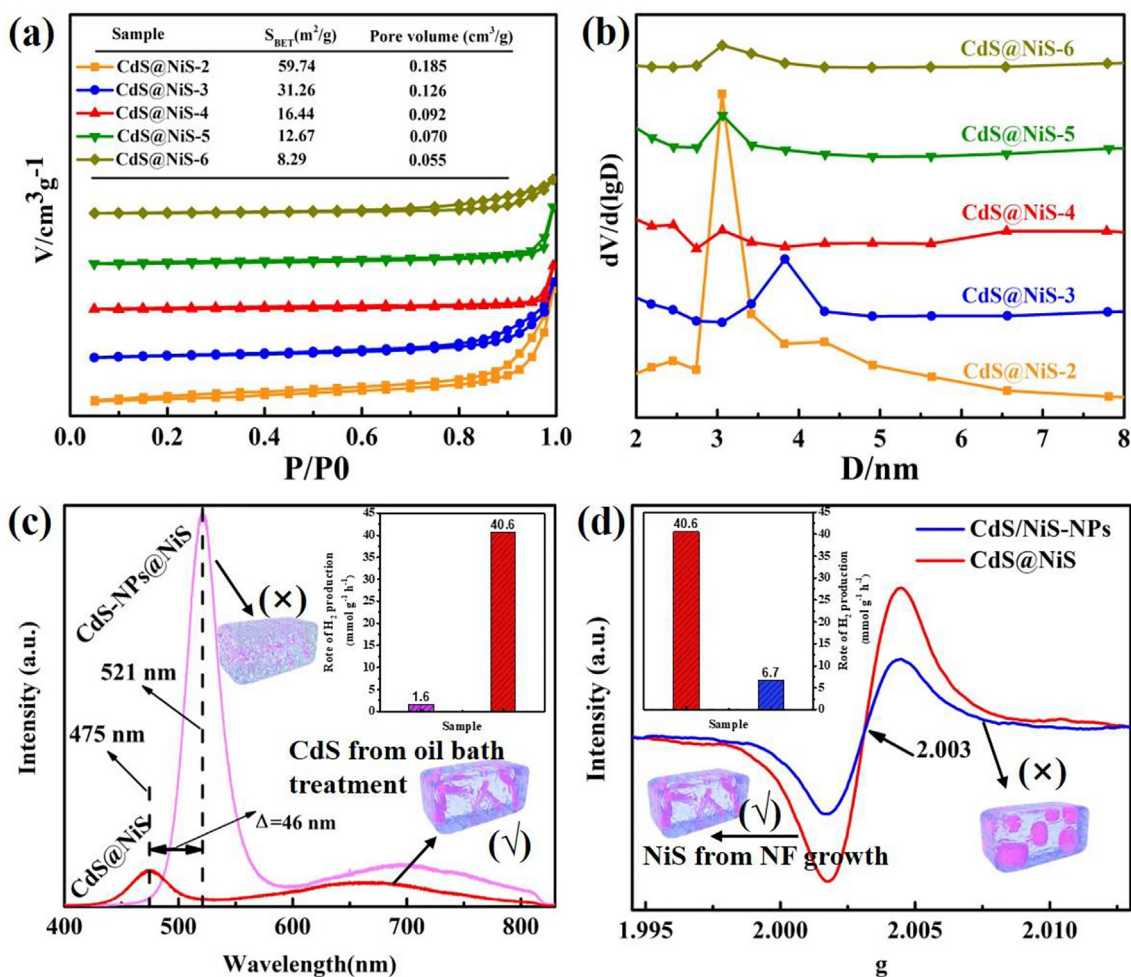 (a)
Sample S_BET(m²/g) Pore volume (cm³/g)
CdS@NiS-2 59.74 0.185
CdS@NiS-3 31.26 0.126
CdS@NiS-4 16.44 0.092
CdS@NiS-5 12.67 0.070
CdS@NiS-6 8.29 0.055
V/cm³g-1
0.0 0.2 0.4 0.6 0.8 1.0
P/P0
(b)
CdS@NiS-6
CdS@NiS-5
CdS@NiS-4
CdS@NiS-3
CdS@NiS-2
dV/d(lgD)
2 3 4 5 6 7 8
D/nm
(c)
CdS-NPs@NiS
(×)
521 nm
475 nm
Δ=46 nm
CdS@NiS
45
40
35
30
25
20
15
10
5
0
1.6
40.6
Rote of H₂ production
(mmol g⁻¹ h⁻¹)
Sample
CdS from oil bath
treatment
(√)
Intensity (a.u.)
400 500 600 700 800
Wavelength(nm)
(d)
40.6
6.7
45
40
35
30
25
20
15
10
5
0
Rote of H₂ production
(mmol g⁻¹ h⁻¹)
Sample
CdS/NiS-NPs
CdS@NiS
2.003
(×)
(√)
NiS from NF growth
Intensity (a.u.)
1.995 2.000 2.005 2.010
g